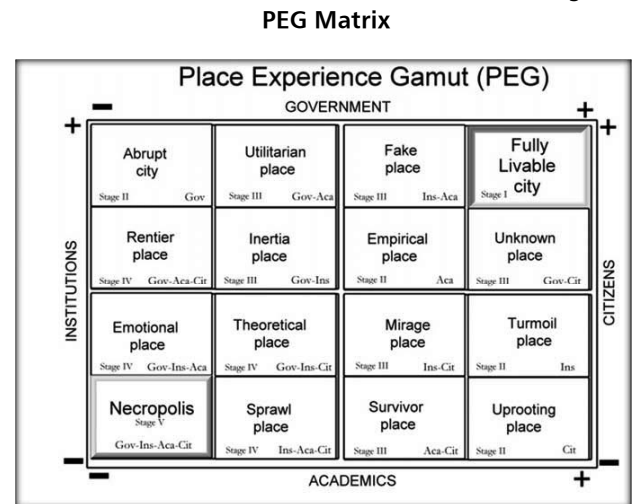 PEG Matrix
Place Experience Gamut (PEG)
GOVERNMENT
INSTITUTIONS
CITIZENS
Abrupt
city
Stage II Gov
Utilitarian
place
Stage III Gov-Aca
Fake
place
Stage III Ins-Aca
Fully
Livable
city
Stage I
Rentier
place
Stage IV Gov-Aca-Cit
Inertia
place
Stage III Gov-Ins
Empirical
place
Stage II Aca
Unknown
place
Stage III Gov-Cit
Emotional
place
Stage IV Gov-Ins-Aca
Theoretical
place
Stage IV Gov-Ins-Cit
Mirage
place
Stage III Ins-Cit
Turmoil
place
Stage II Ins
Necropolis
Stage V
Gov-Ins-Aca-Cit
Sprawl
place
Stage IV Ins-Aca-Cit
Survivor
place
Stage III Aca-Cit
Uprooting
place
Stage II Cit
ACADEMICS